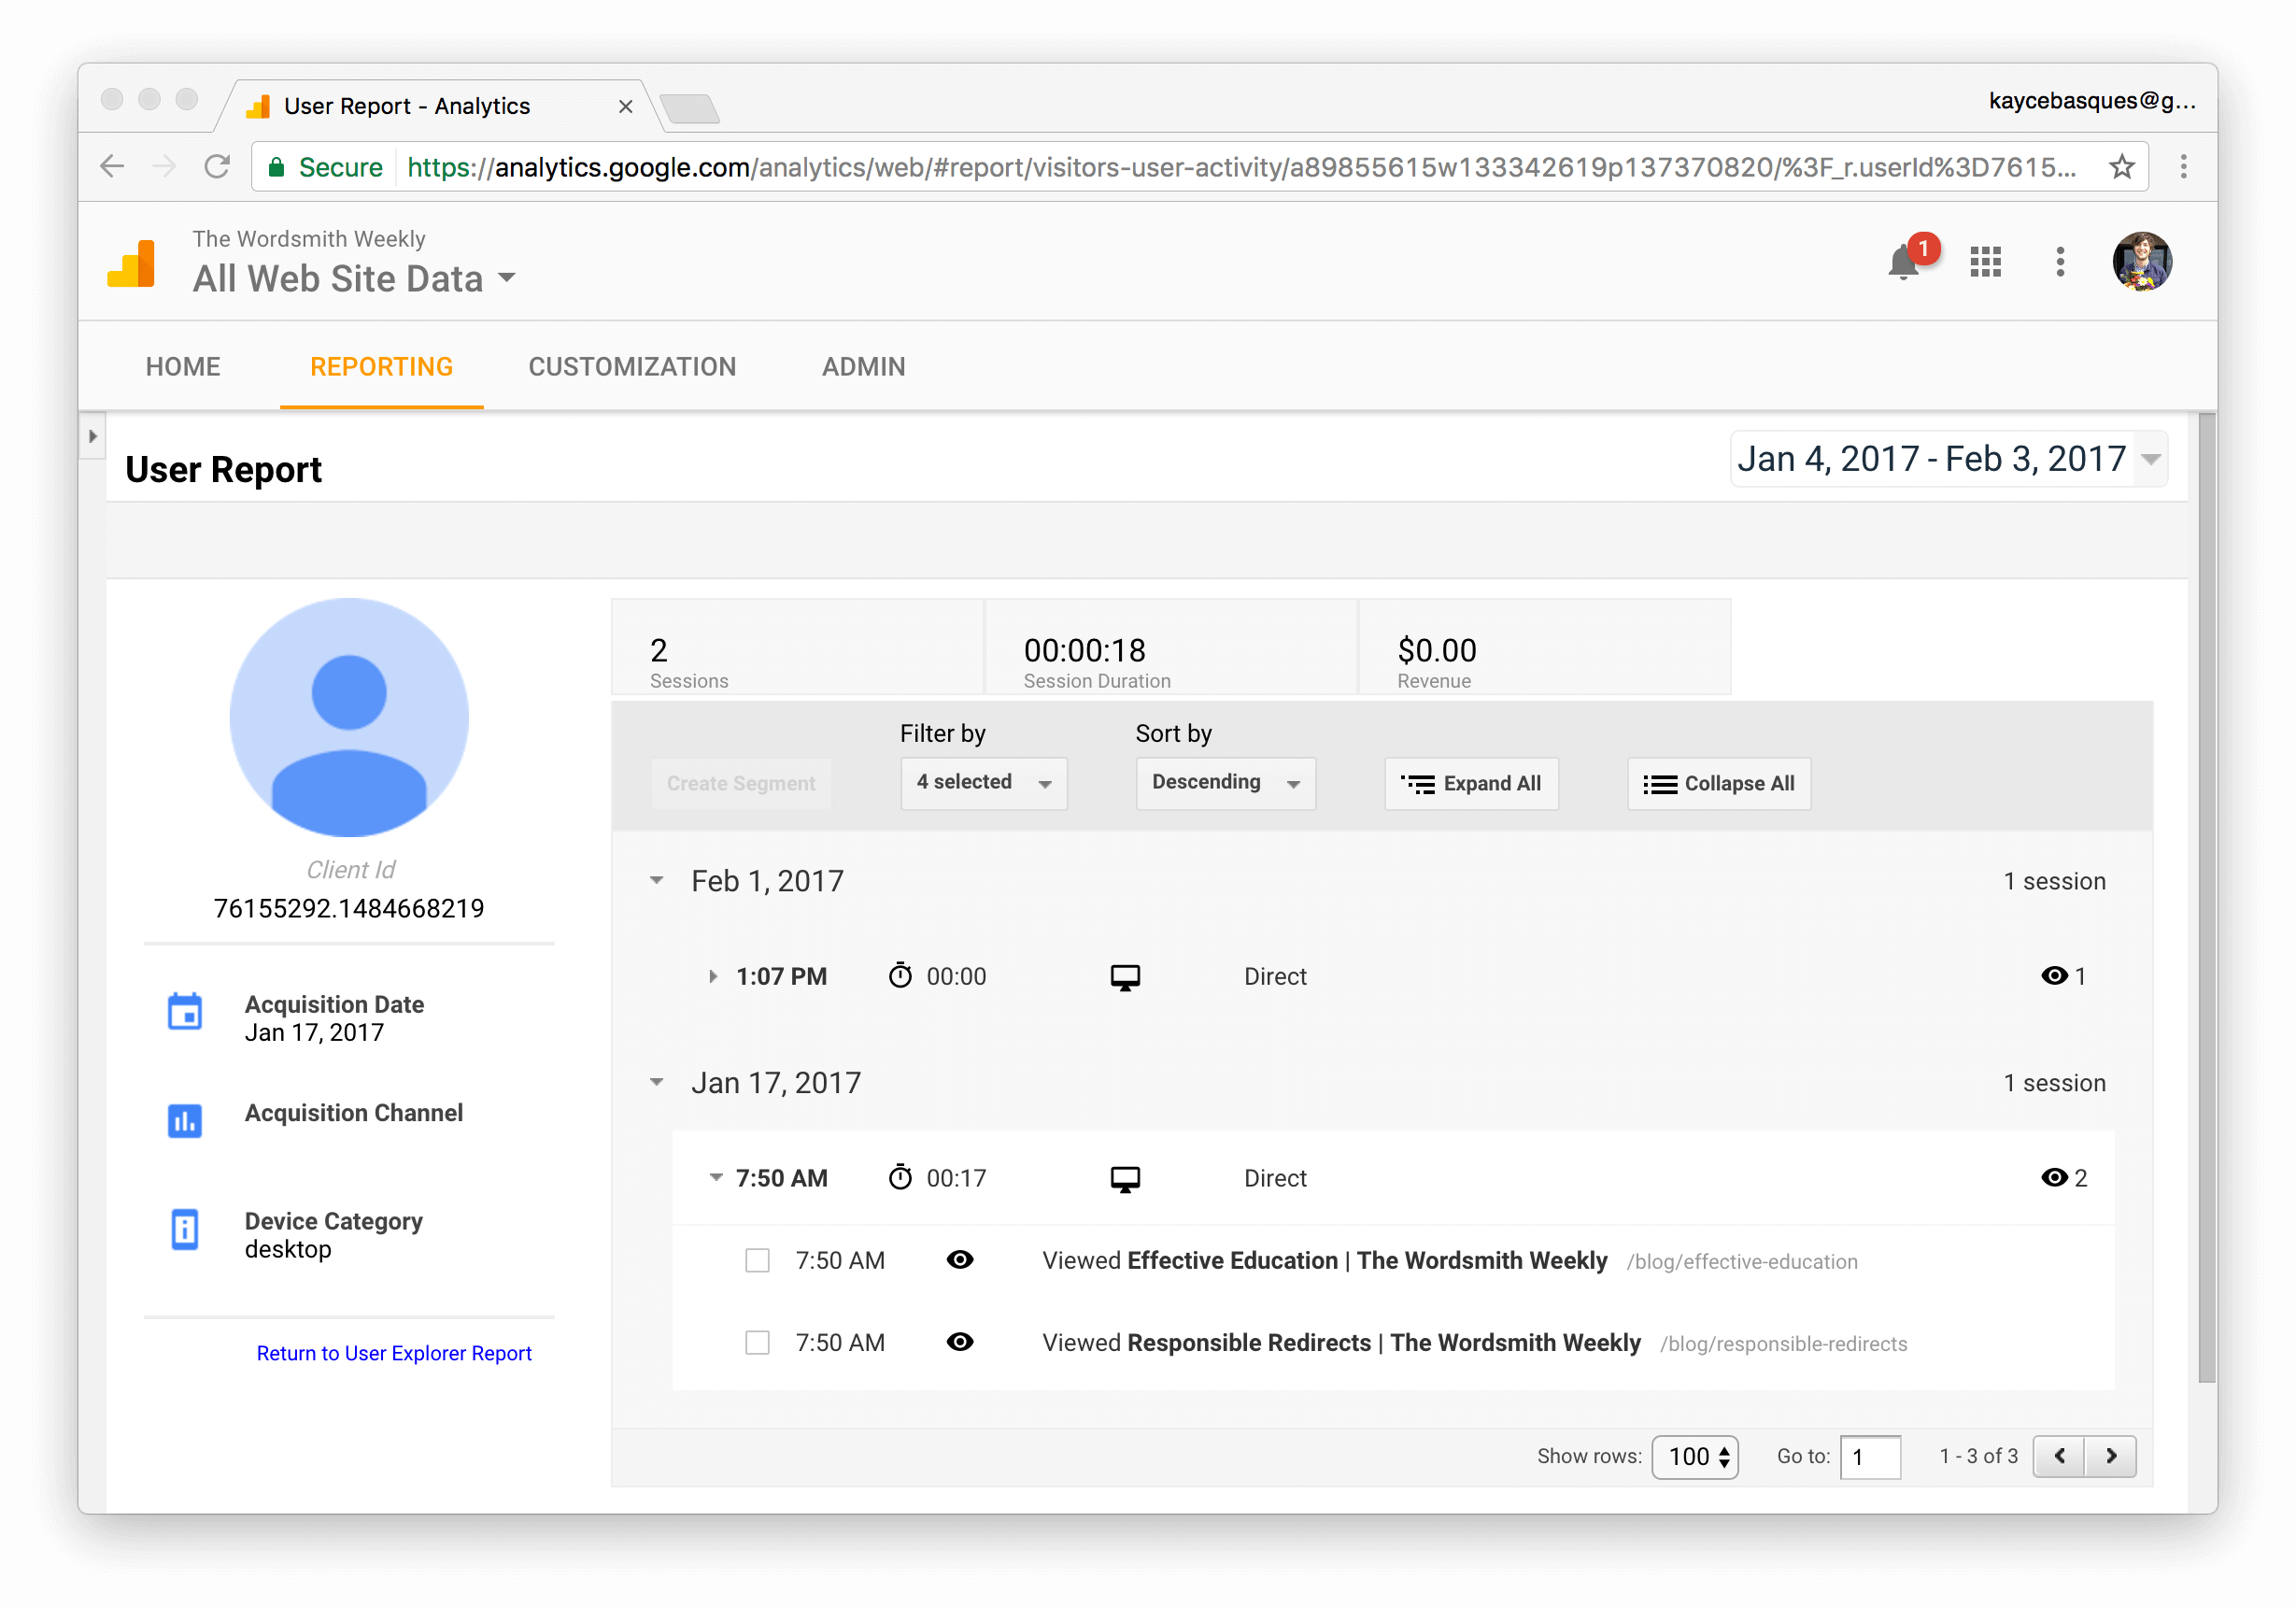 User Report - Analytics
kaycebasques@g...
Secure https://analytics.google.com/analytics/web/#report/visitors-user-activity/a89855615w133342619p137370820/%3F_r.userId%3D7615...
The Wordsmith Weekly
All Web Site Data
1
HOME REPORTING CUSTOMIZATION ADMIN
User Report
Jan 4, 2017 - Feb 3, 2017
2 00:00:18 $0.00
Sessions Session Duration Revenue
Filter by Sort by
Create Segment 4 selected Descending Expand All Collapse All
Client Id
76155292.1484668219
Acquisition Date
Jan 17, 2017
Acquisition Channel
Device Category
desktop
Return to User Explorer Report
Feb 1, 2017 1 session
1:07 PM 00:00 Direct 1
Jan 17, 2017 1 session
7:50 AM 00:17 Direct 2
7:50 AM Viewed Effective Education | The Wordsmith Weekly /blog/effective-education
7:50 AM Viewed Responsible Redirects | The Wordsmith Weekly /blog/responsible-redirects
Show rows: 100 Go to: 1 1 - 3 of 3